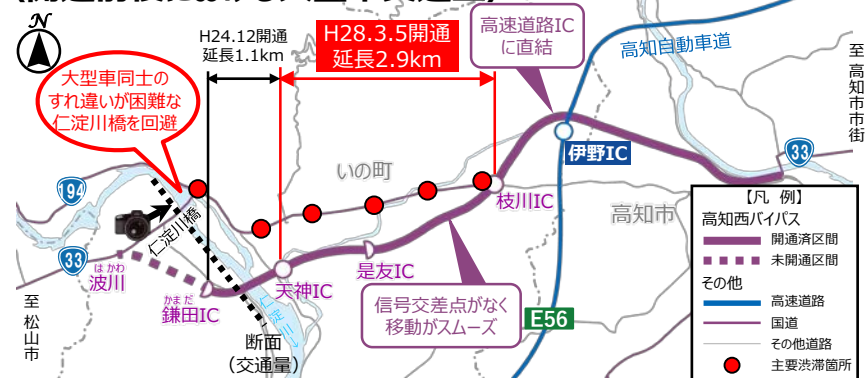 N
H24.12開通
延長1.1km
H28.3.5開通
延長2.9km
高速道路IC
に直結
高知自動車道
至 高知市市街
大型車同士の
すれ違いが困難な
仁淀川橋を回避
いの町
伊野IC
33
194
枝川IC
高知市
仁淀川橋
33
はかわ
波川
是友IC
天神IC
かまだ
鎌田IC
仁淀川
至 松山市
断面
(交通量)
信号交差点がなく
移動がスムーズ
E56
【凡 例】
高知西バイパス
開通済区間
未開通区間
その他
高速道路
国道
その他道路
主要渋滞箇所